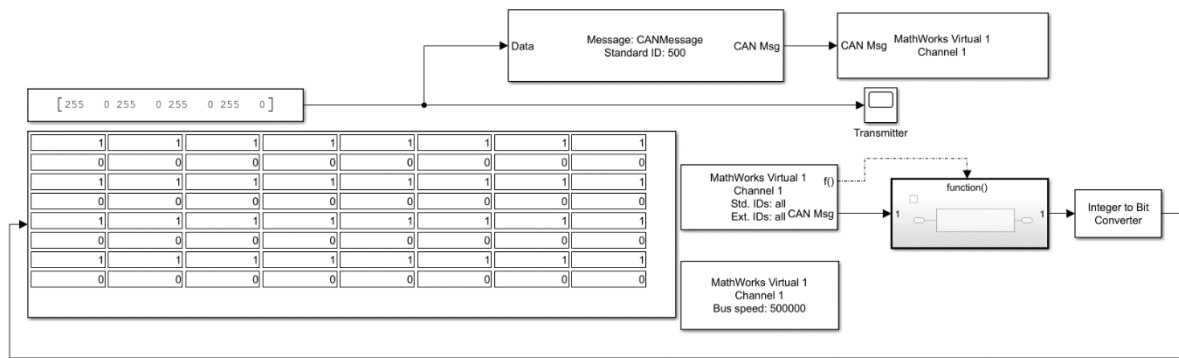 Data
Message: CANMessage
Standard ID: 500
CAN Msg
CAN Msg
MathWorks Virtual 1
Channel 1
[255 0 255 0 255 0 255 0]
Transmitter
1 1 1 1 1 1 1 1
0 0 0 0 0 0 0 0
1 1 1 1 1 1 1 1
0 0 0 0 0 0 0 0
1 1 1 1 1 1 1 1
0 0 0 0 0 0 0 0
1 1 1 1 1 1 1 1
0 0 0 0 0 0 0 0
MathWorks Virtual 1
Channel 1
Std. IDs: all
Ext. IDs: all
f()
CAN Msg
function()
1
1
Integer to Bit
Converter
MathWorks Virtual 1
Channel 1
Bus speed: 500000